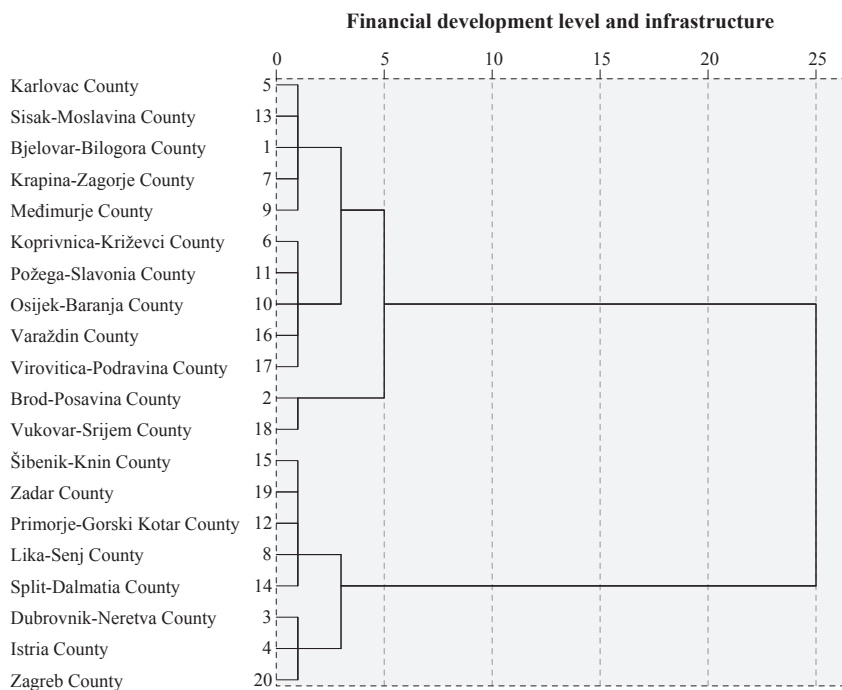 Financial development level and infrastructure
0 5 10 15 20 25
Karlovac County 5
Sisak-Moslavina County 13
Bjelovar-Bilogora County 1
Krapina-Zagorje County 7
Međimurje County 9
Koprivnica-Križevci County 6
Požega-Slavonia County 11
Osijek-Baranja County 10
Varaždin County 16
Virovitica-Podravina County 17
Brod-Posavina County 2
Vukovar-Srijem County 18
Šibenik-Knin County 15
Zadar County 19
Primorje-Gorski Kotar County 12
Lika-Senj County 8
Split-Dalmatia County 14
Dubrovnik-Neretva County 3
Istria County 4
Zagreb County 20